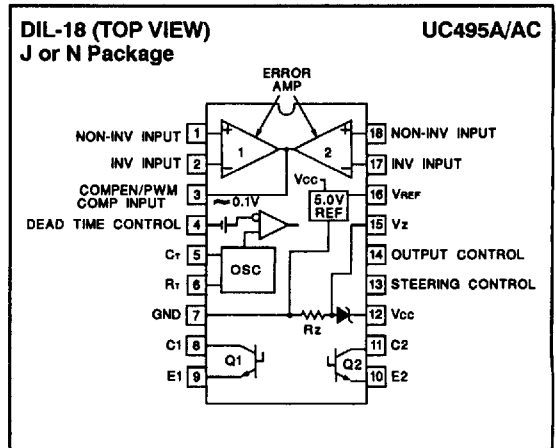 DIL-18 (TOP VIEW) UC495A/AC
J or N Package
ERROR
AMP
NON-INV INPUT 1 + + 18 NON-INV INPUT
1 2
INV INPUT 2 − − 17 INV INPUT
COMPEN/PWM
COMP INPUT 3 Vcc 16 VREF
≈0.1V 5.0V
REF
DEAD TIME CONTROL 4 15 Vz
CT 5 14 OUTPUT CONTROL
OSC
RT 6 13 STEERING CONTROL
GND 7 12 Vcc
Rz
C1 8 11 C2
Q1 Q2
E1 9 10 E2